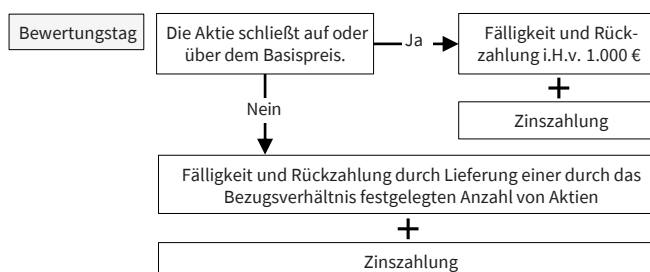 Bewertungstag
Die Aktie schließt auf oder
über dem Basispreis.
Ja
Fälligkeit und Rück-
zahlung i.H.v. 1.000 €
+
Zinszahlung
Nein
Fälligkeit und Rückzahlung durch Lieferung einer durch das
Bezugsverhältnis festgelegten Anzahl von Aktien
+
Zinszahlung